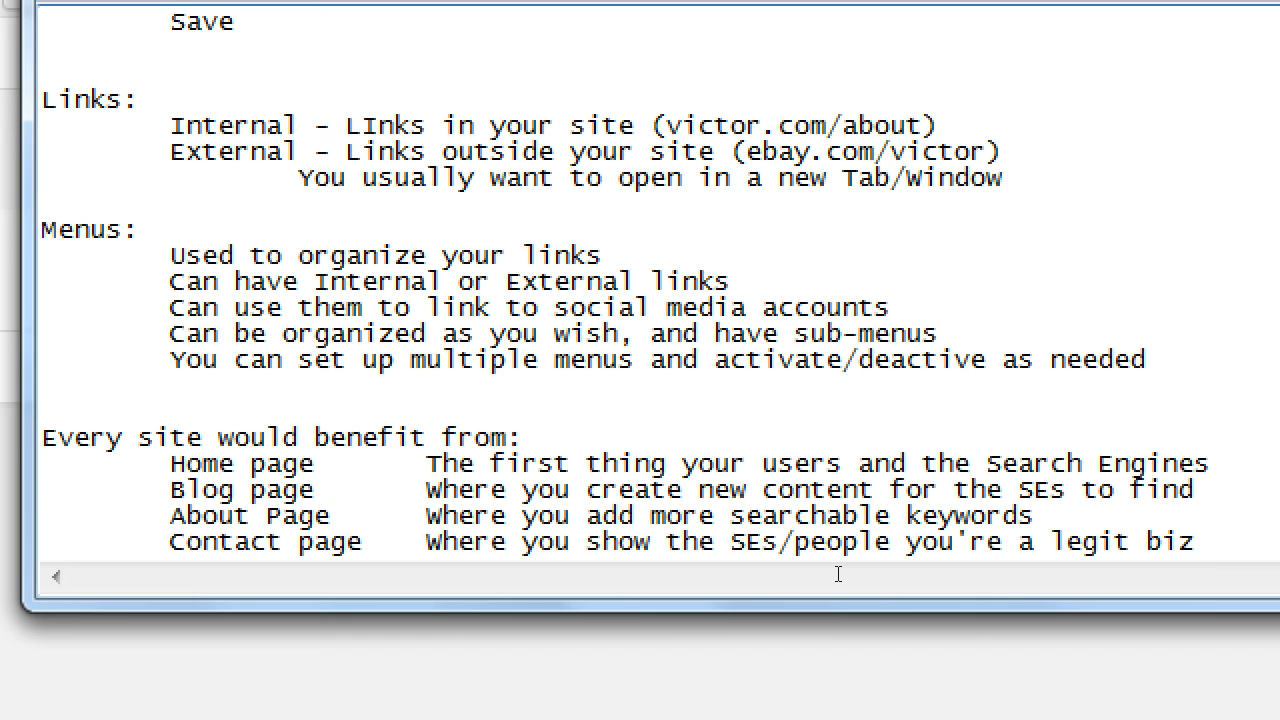 Save
Links:
Internal - LInks in your site (victor.com/about)
External - Links outside your site (ebay.com/victor)
You usually want to open in a new Tab/Window
Menus:
Used to organize your links
Can have Internal or External links
Can use them to link to social media accounts
Can be organized as you wish, and have sub-menus
You can set up multiple menus and activate/deactive as needed
Every site would benefit from:
Home page The first thing your users and the Search Engines
Blog page Where you create new content for the SEs to find
About Page Where you add more searchable keywords
Contact page Where you show the SEs/people you're a legit biz